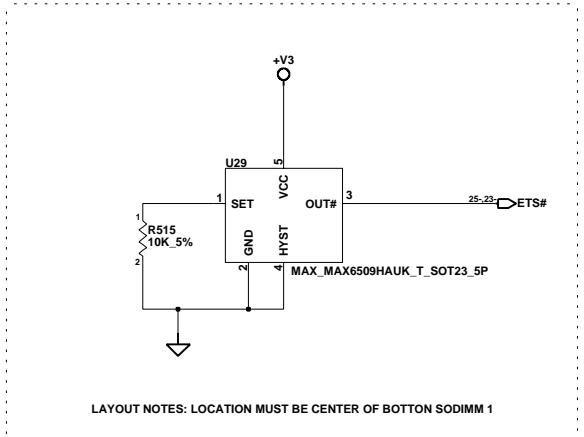 +V3
U29
5
1
SET
VCC
OUT#
3
25-,23-
ETS#
1
R515
10K_5%
2
GND
HYST
2
4
MAX_MAX6509HAUK_T_SOT23_5P
LAYOUT NOTES: LOCATION MUST BE CENTER OF BOTTON SODIMM 1